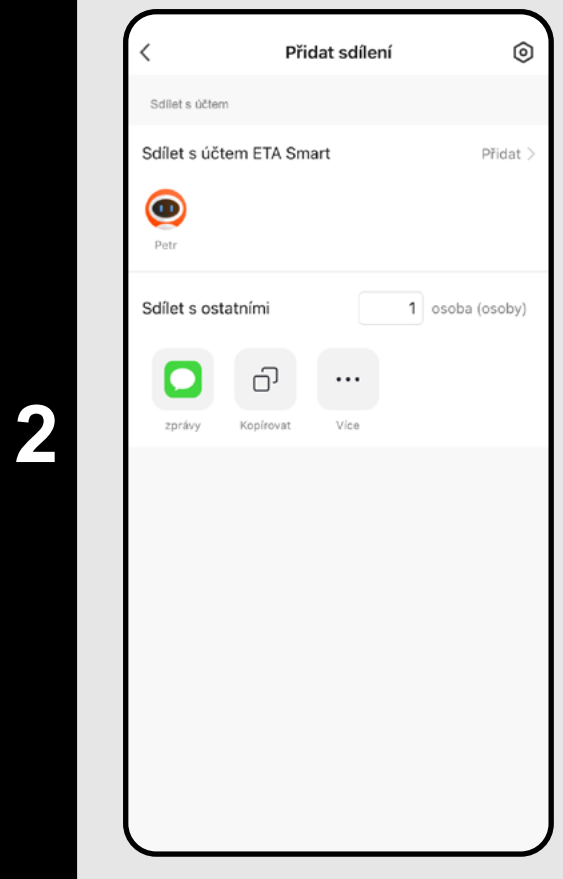 2
Přidat sdílení
Sdílet s účtem
Sdílet s účtem ETA Smart Přidat >
Petr
Sdílet s ostatními 1 osoba (osoby)
zprávy Kopírovat Více